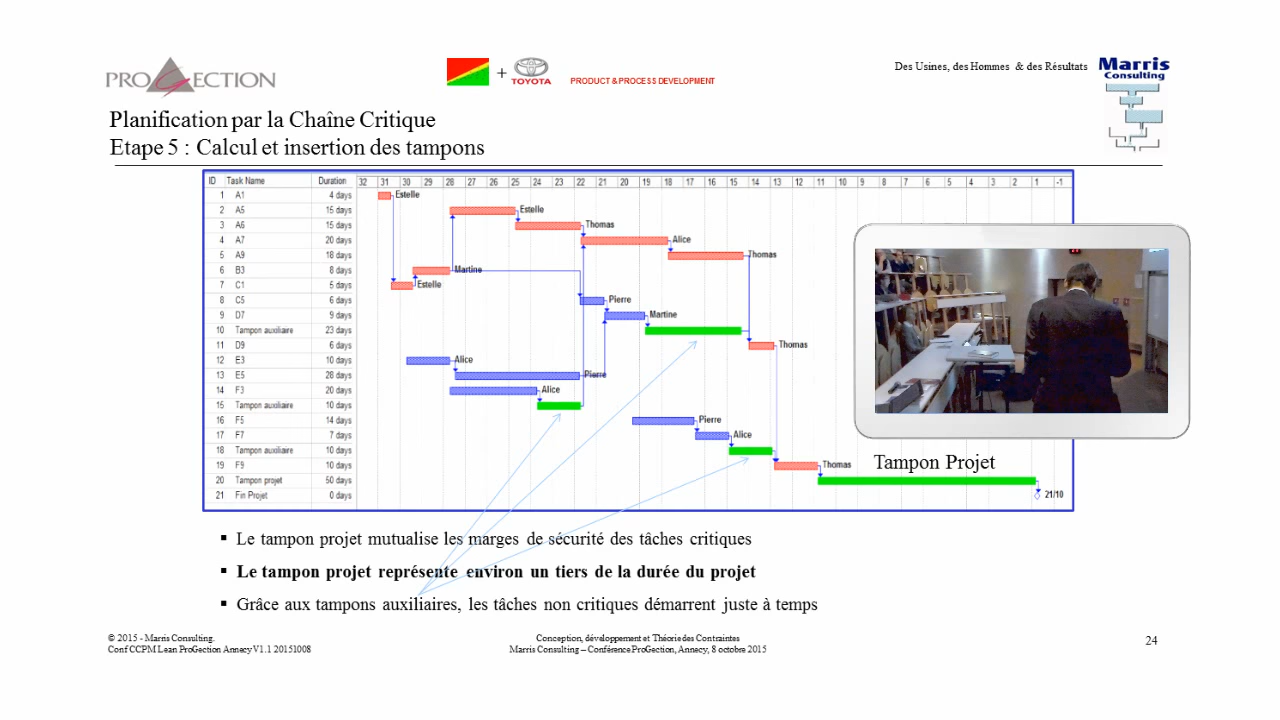 PROGECTION
+
TOYOTA
PRODUCT & PROCESS DEVELOPMENT
Des Usines, des Hommes & des Résultats
Marris
Consulting
Planification par la Chaîne Critique
Etape 5 : Calcul et insertion des tampons
ID Task Name Duration 32 31 30 29 28 27 26 25 24 23 22 21 20 19 18 17 16 15 14 13 12 11 10 9 8 7 6 5 4 3 2 1 -1
1 A1 4 days Estelle
2 A5 15 days Estelle
3 A6 15 days Thomas
4 A7 20 days Alice
5 A9 18 days Thomas
6 B3 8 days Martine
7 C1 5 days Estelle
8 C5 6 days Pierre
9 D7 9 days Martine
10 Tampon auxiliaire 23 days
11 D9 6 days Thomas
12 E3 10 days Alice
13 E5 28 days Pierre
14 F3 20 days Alice
15 Tampon auxiliaire 10 days
16 F5 14 days Pierre
17 F7 7 days Alice
18 Tampon auxiliaire 10 days
19 F9 10 days Thomas
20 Tampon projet 50 days
21 Fin Projet 0 days 21/10
Tampon Projet
▪ Le tampon projet mutualise les marges de sécurité des tâches critiques
▪ Le tampon projet représente environ un tiers de la durée du projet
▪ Grâce aux tampons auxiliaires, les tâches non critiques démarrent juste à temps
© 2015 - Marris Consulting.
Conf CCPM Lean ProGection Annecy V1.1 20151008
Conception, développement et Théorie des Contraintes
Marris Consulting – Conférence ProGection, Annecy, 8 octobre 2015
24